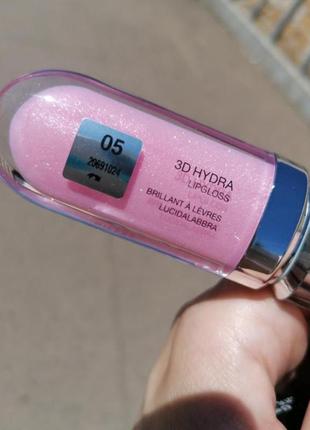 05
20691024
3D HYDRA
LIPGLOSS
BRILLANT À LÈVRES
LUCIDALABBRA